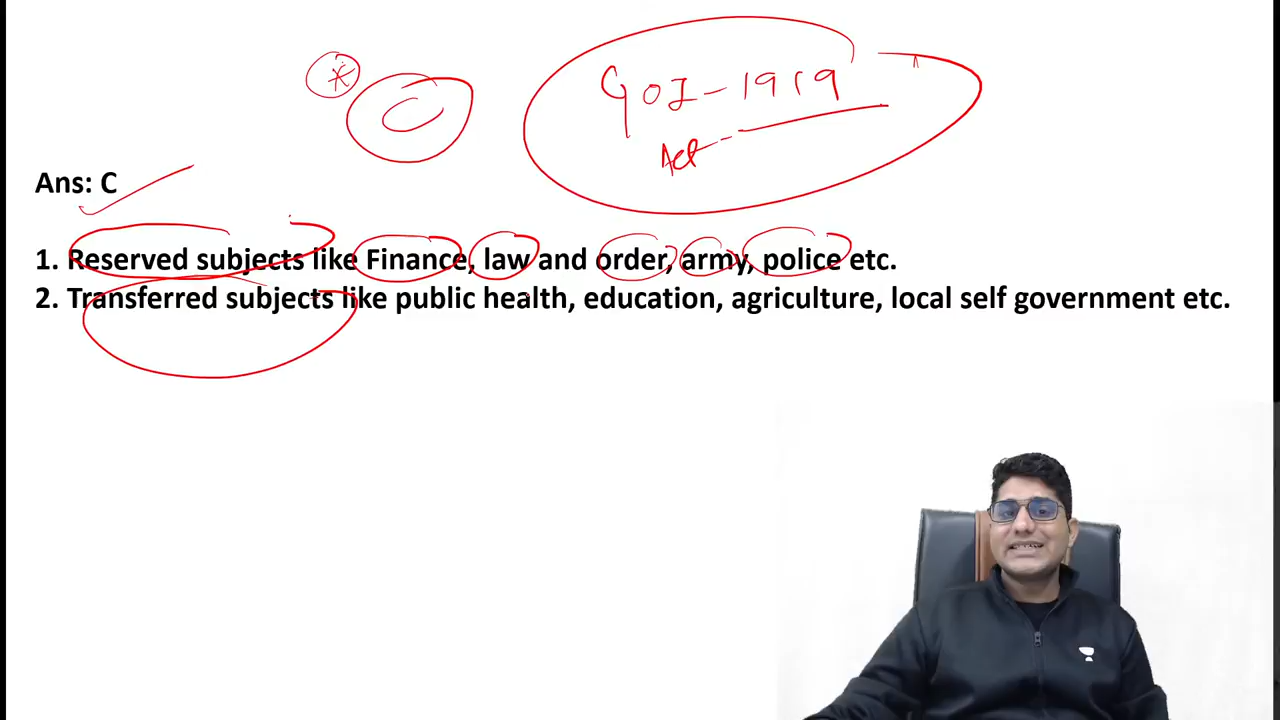 *
C
GOI - 1919
Act -
Ans: C
1. Reserved subjects like Finance, law and order, army, police etc.
2. Transferred subjects like public health, education, agriculture, local self government etc.